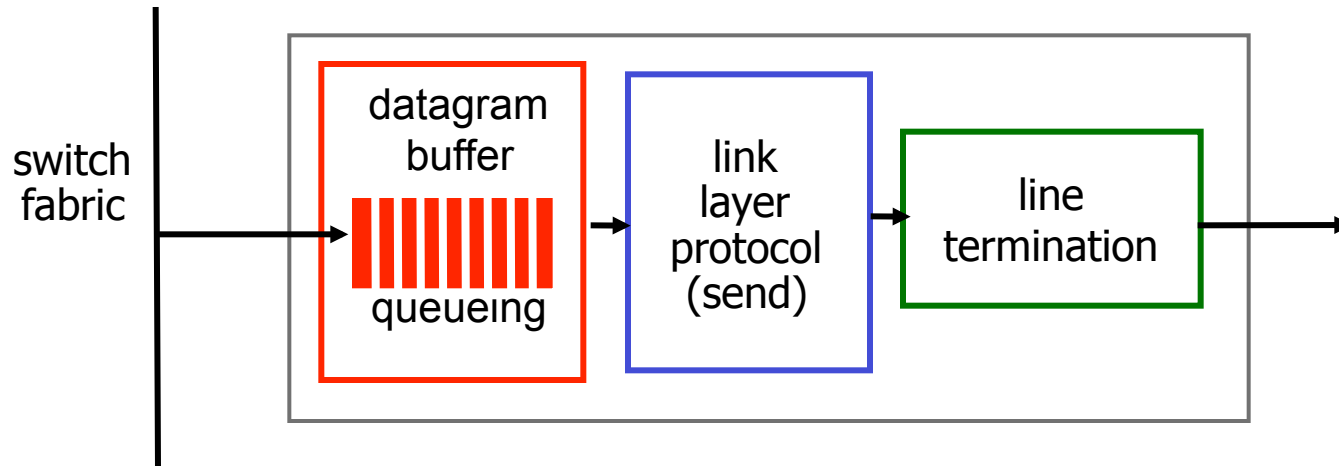 switch
fabric
datagram
buffer
queueing
link
layer
protocol
(send)
line
termination